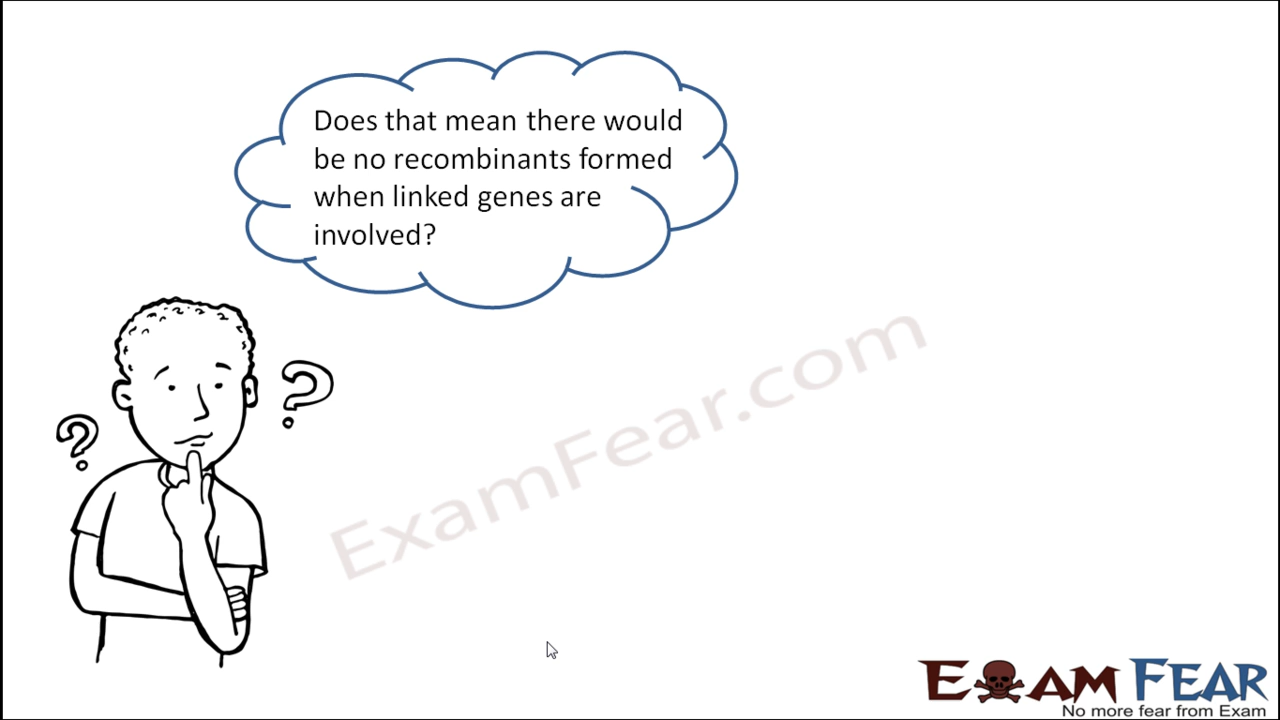 Does that mean there would
be no recombinants formed
when linked genes are
involved?
?
?
ExamFear.com
EXAM FEAR
No more fear from Exam